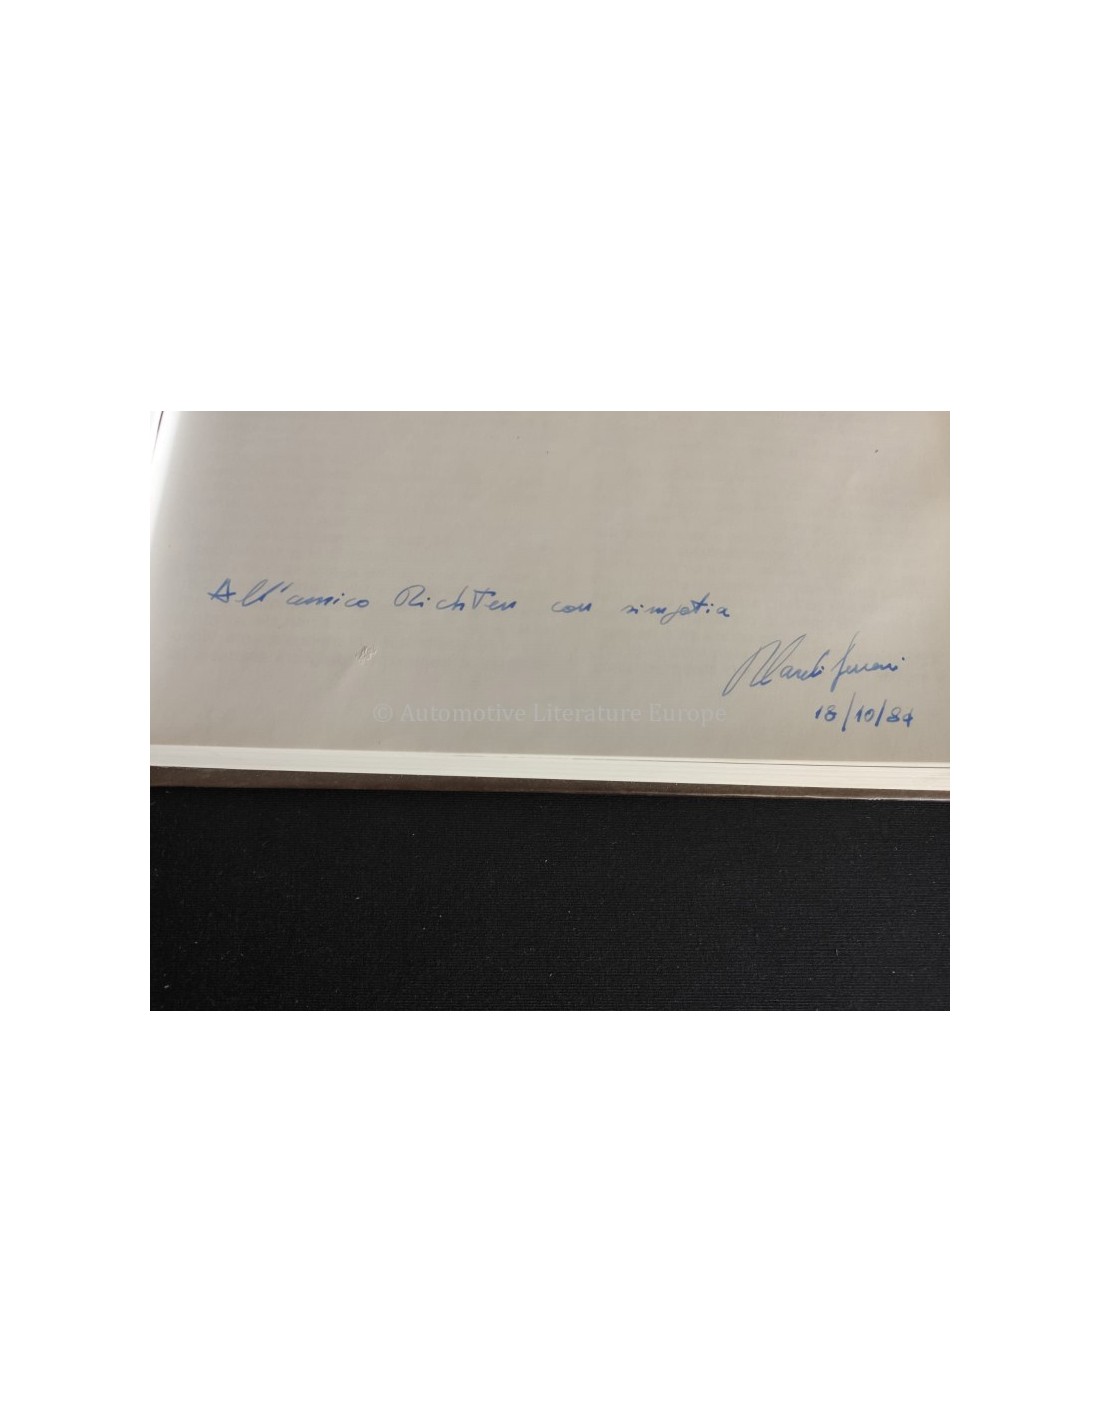 All'amico Richter con simpatia
18/10/84
© Automotive Literature Europe